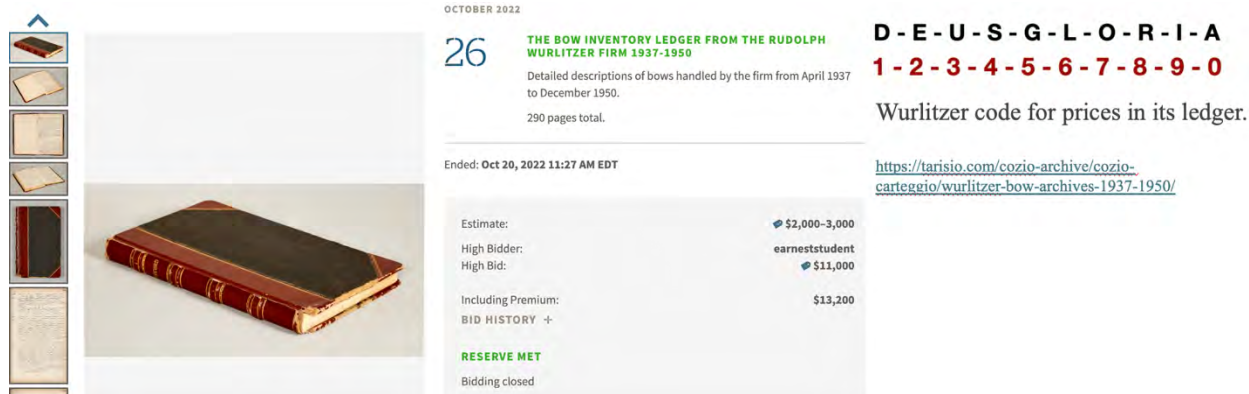 OCTOBER 2022
26
THE BOW INVENTORY LEDGER FROM THE RUDOLPH
WURLITZER FIRM 1937-1950
Detailed descriptions of bows handled by the firm from April 1937
to December 1950.
290 pages total.
Ended: Oct 20, 2022 11:27 AM EDT
Estimate: $2,000–3,000
High Bidder: earneststudent
High Bid: $11,000
Including Premium: $13,200
BID HISTORY +
RESERVE MET
Bidding closed
D-E-U-S-G-L-O-R-I-A
1-2-3-4-5-6-7-8-9-0
Wurlitzer code for prices in its ledger.
https://tarisio.com/cozio-archive/cozio-
carteggio/wurlitzer-bow-archives-1937-1950/